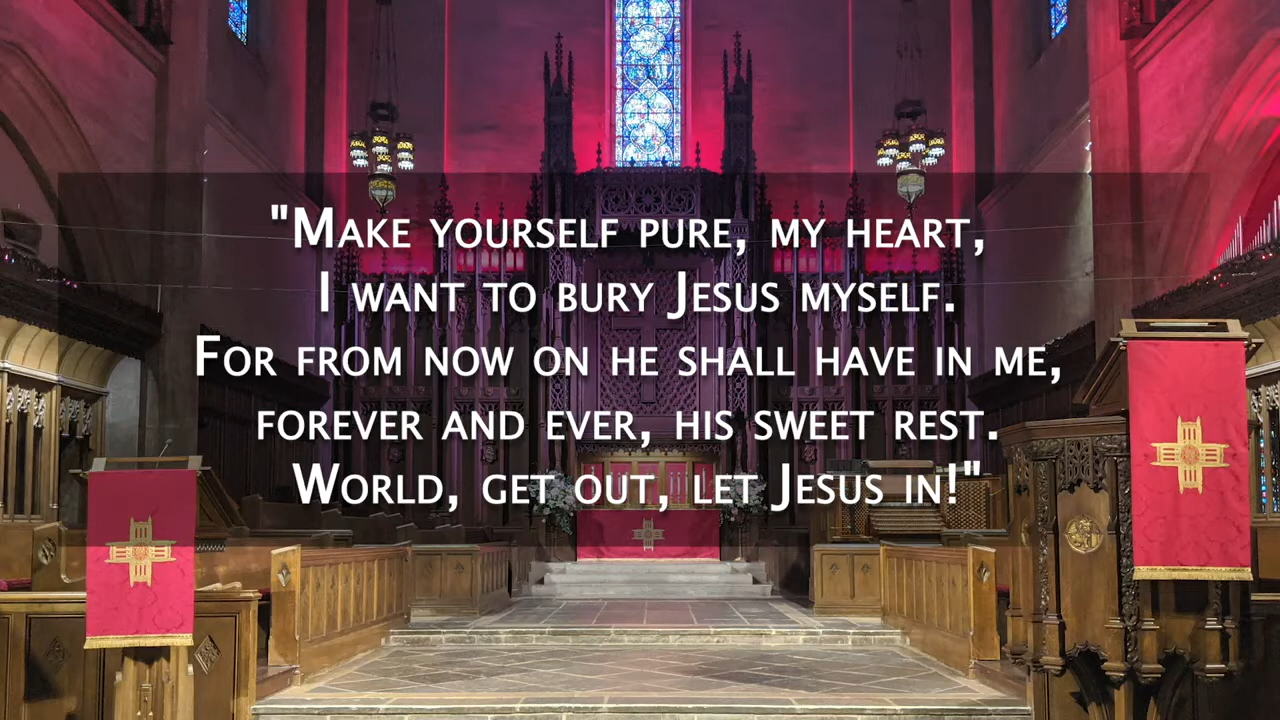 "Make yourself pure, my heart,
I want to bury Jesus myself.
For from now on he shall have in me,
forever and ever, his sweet rest.
World, get out, let Jesus in!"